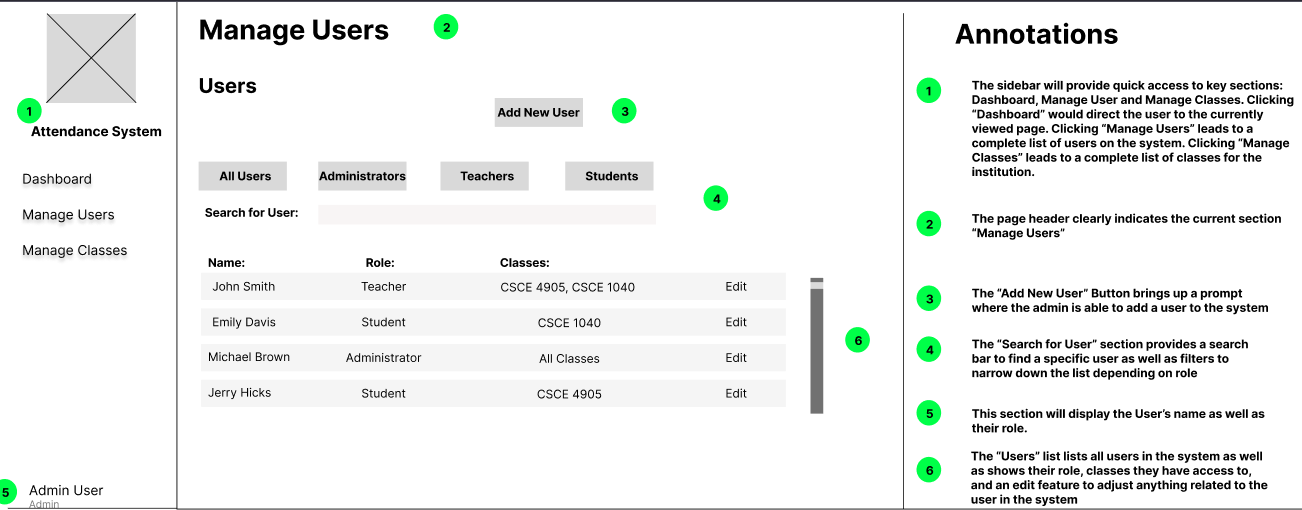 1
Attendance System
Dashboard
Manage Users
Manage Classes
5
Admin User
Admin
Manage Users
2
Users
Add New User
3
All Users Administrators Teachers Students
4
Search for User:
Name: Role: Classes:
John Smith Teacher CSCE 4905, CSCE 1040 Edit
Emily Davis Student CSCE 1040 Edit
Michael Brown Administrator All Classes Edit
Jerry Hicks Student CSCE 4905 Edit
6
Annotations
1
The sidebar will provide quick access to key sections:
Dashboard, Manage User and Manage Classes. Clicking
“Dashboard” would direct the user to the currently
viewed page. Clicking “Manage Users” leads to a
complete list of users on the system. Clicking “Manage
Classes” leads to a complete list of classes for the
institution.
2
The page header clearly indicates the current section
“Manage Users”
3
The “Add New User” Button brings up a prompt
where the admin is able to add a user to the system
4
The “Search for User” section provides a search
bar to find a specific user as well as filters to
narrow down the list depending on role
5
This section will display the User’s name as well as
their role.
6
The “Users” list lists all users in the system as well
as shows their role, classes they have access to,
and an edit feature to adjust anything related to the
user in the system